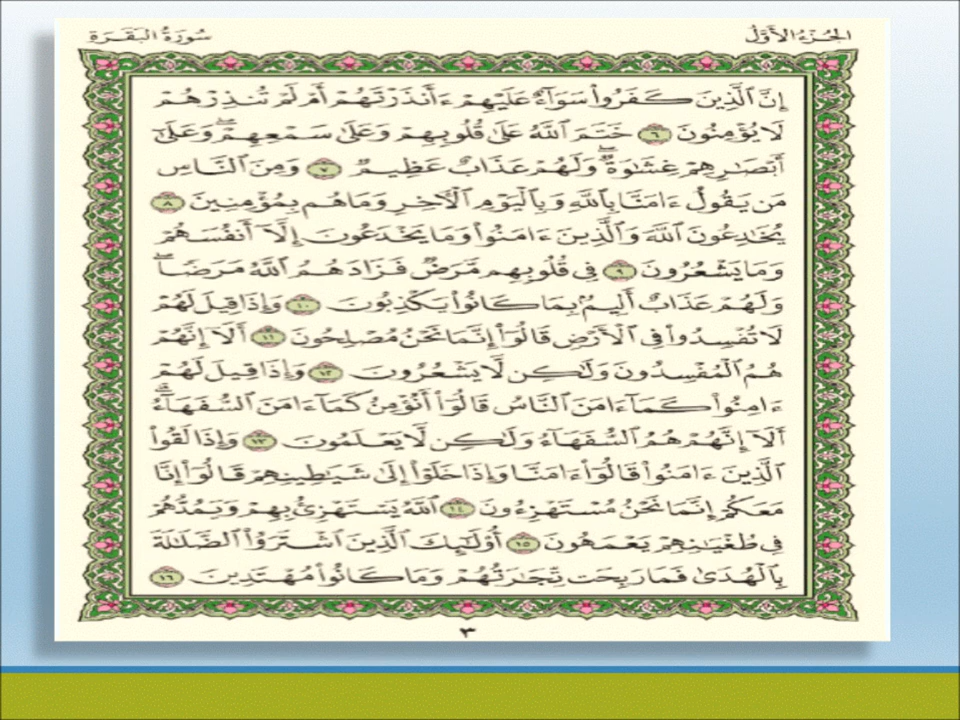 الجُزْءُ الأَوَّلُ
سُورَةُ البَقَرَةِ
إِنَّ ٱلَّذِينَ كَفَرُواْ سَوَآءٌ عَلَيْهِمْ ءَأَنذَرْتَهُمْ أَمْ لَمْ تُنذِرْهُمْ
لَا يُؤْمِنُونَ ٦ خَتَمَ ٱللَّهُ عَلَىٰ قُلُوبِهِمْ وَعَلَىٰ سَمْعِهِمْۖ وَعَلَىٰٓ
أَبْصَٰرِهِمْ غِشَٰوَةٌۖ وَلَهُمْ عَذَابٌ عَظِيمٌ ٧ وَمِنَ ٱلنَّاسِ
مَن يَقُولُ ءَامَنَّا بِٱللَّهِ وَبِٱلْيَوْمِ ٱلْأَخِرِ وَمَا هُم بِمُؤْمِنِينَ ٨
يُخَٰدِعُونَ ٱللَّهَ وَٱلَّذِينَ ءَامَنُواْ وَمَا يَخْدَعُونَ إِلَّآ أَنفُسَهُمْ
وَمَا يَشْعُرُونَ ٩ فِي قُلُوبِهِم مَّرَضٌ فَزَادَهُمُ ٱللَّهُ مَرَضًاۖ
وَلَهُمْ عَذَابٌ أَلِيمٌۢ بِمَا كَانُواْ يَكْذِبُونَ ١٠ وَإِذَا قِيلَ لَهُمْ
لَا تُفْسِدُواْ فِي ٱلْأَرْضِ قَالُوٓاْ إِنَّمَا نَحْنُ مُصْلِحُونَ ١١ أَلَآ إِنَّهُمْ
هُمُ ٱلْمُفْسِدُونَ وَلَٰكِن لَّا يَشْعُرُونَ ١٢ وَإِذَا قِيلَ لَهُمْ
ءَامِنُواْ كَمَآ ءَامَنَ ٱلنَّاسُ قَالُوٓاْ أَنُؤْمِنُ كَمَآ ءَامَنَ ٱلسُّفَهَآءُۗ
أَلَآ إِنَّهُمْ هُمُ ٱلسُّفَهَآءُ وَلَٰكِن لَّا يَعْلَمُونَ ١٣ وَإِذَا لَقُواْ
ٱلَّذِينَ ءَامَنُواْ قَالُوٓاْ ءَامَنَّا وَإِذَا خَلَوْاْ إِلَىٰ شَيَٰطِينِهِمْ قَالُوٓاْ إِنَّا
مَعَكُمْ إِنَّمَا نَحْنُ مُسْتَهْزِءُونَ ١٤ ٱللَّهُ يَسْتَهْزِئُ بِهِمْ وَيَمُدُّهُمْ
فِي طُغْيَٰنِهِمْ يَعْمَهُونَ ١٥ أُوْلَٰٓئِكَ ٱلَّذِينَ ٱشْتَرَوُاْ ٱلضَّلَٰلَةَ
بِٱلْهُدَىٰ فَمَا رَبِحَت تِّجَٰرَتُهُمْ وَمَا كَانُواْ مُهْتَدِينَ ١٦
٣